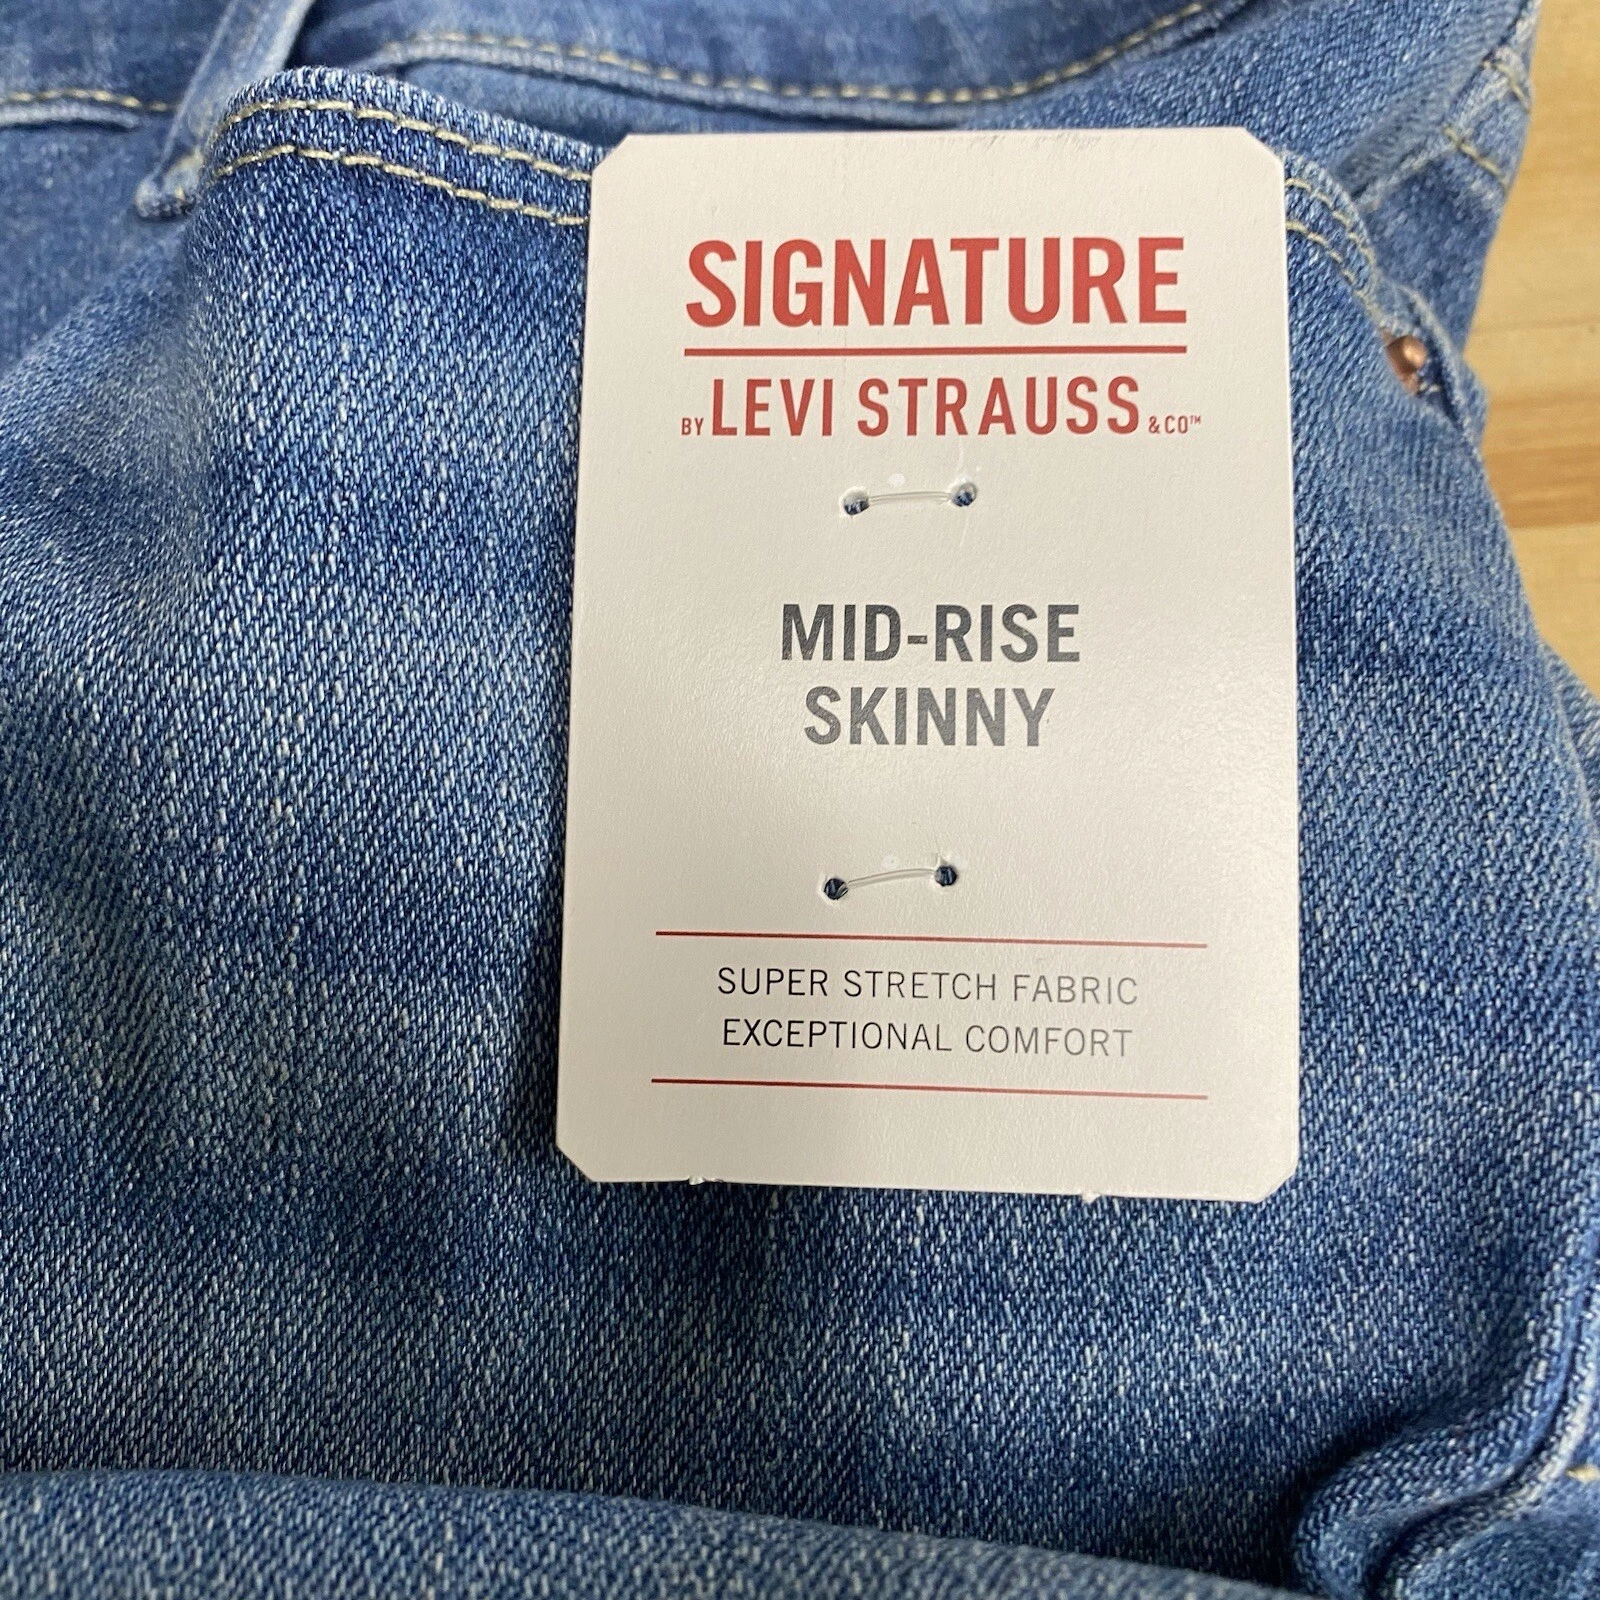 SIGNATURE
BY LEVI STRAUSS & CO™
MID-RISE
SKINNY
SUPER STRETCH FABRIC
EXCEPTIONAL COMFORT